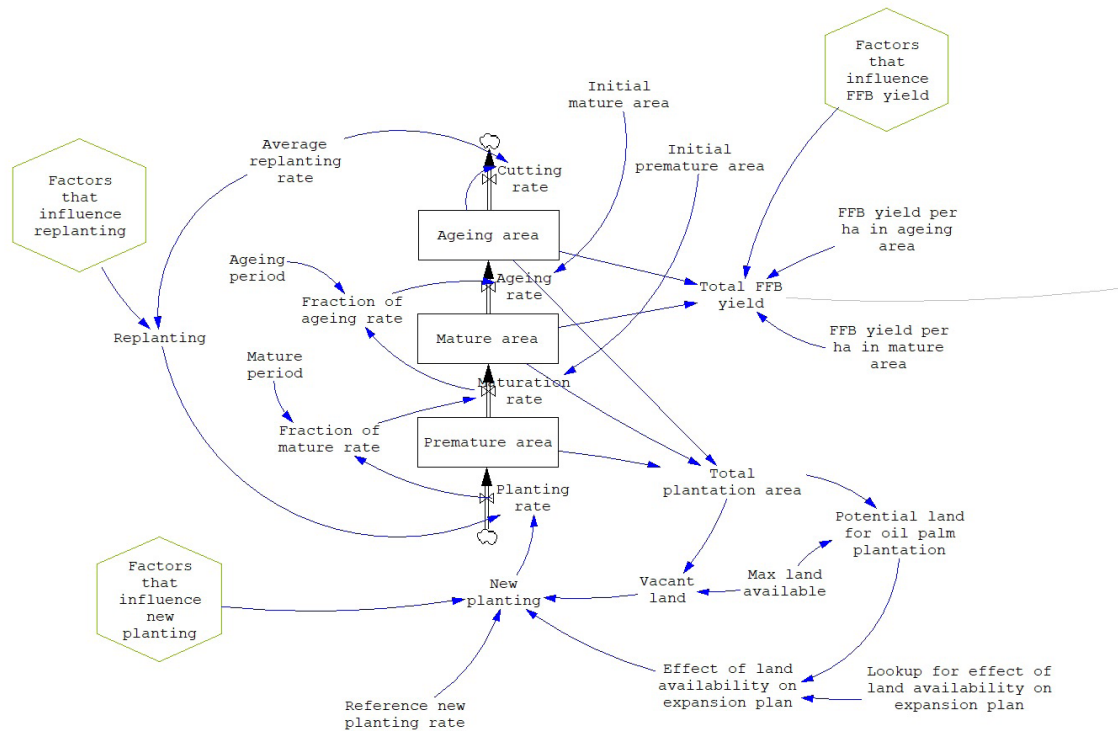 Factors
that
influence
FFB yield
Initial
mature area
Average
replanting
rate
Initial
premature area
Factors
that
influence
replanting
Cutting
rate
FFB yield per
ha in ageing
area
Ageing area
Ageing
period
Ageing
rate
Fraction of
ageing rate
Total FFB
yield
Replanting
Mature area
FFB yield per
ha in mature
area
Mature
period
Maturation
rate
Fraction of
mature rate
Premature area
Total
plantation area
Planting
rate
Potential land
for oil palm
plantation
Factors
that
influence
new
planting
New
planting
Vacant
land
Max land
available
Effect of land
availability on
expansion plan
Lookup for effect of
land availability on
expansion plan
Reference new
planting rate